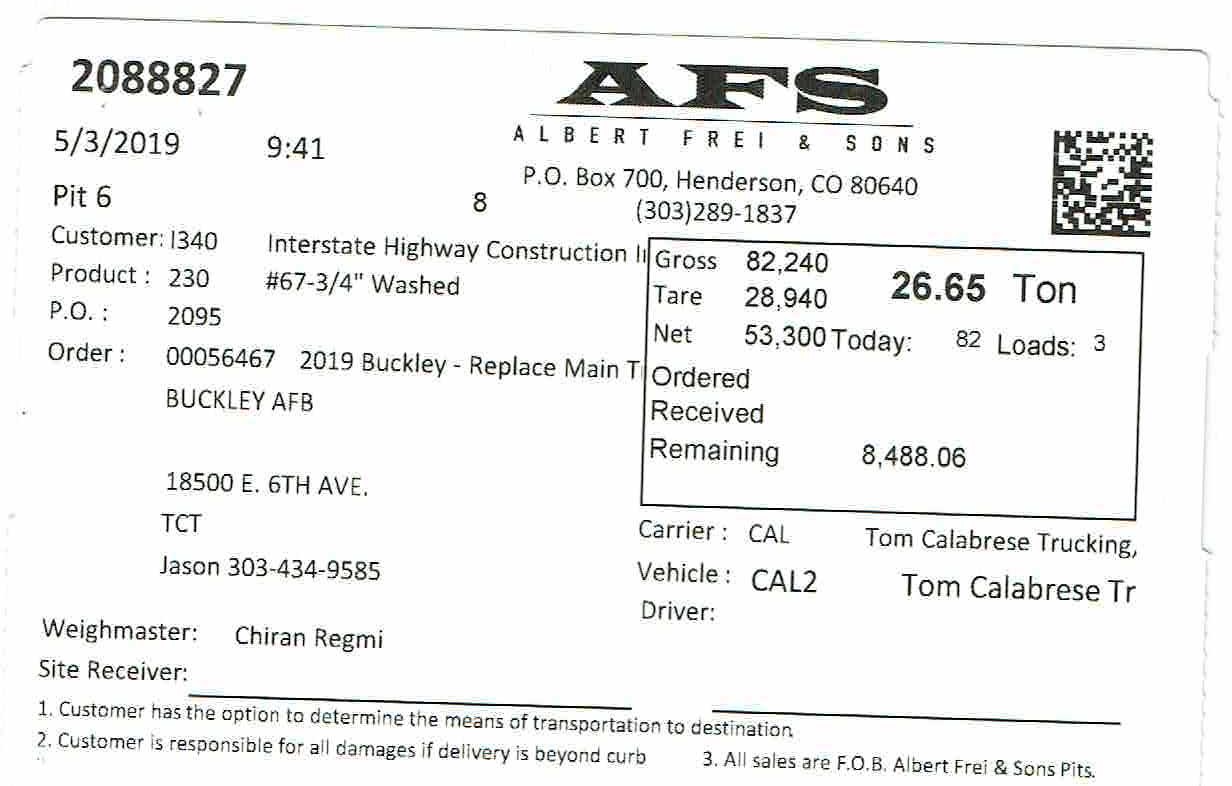 2088827
AFS
ALBERT FREI & SONS
5/3/2019 9:41
P.O. Box 700, Henderson, CO 80640
Pit 6 8
(303)289-1837
Customer: I340 Interstate Highway Construction I
Product : 230 #67-3/4" Washed
P.O. : 2095
Order : 00056467 2019 Buckley - Replace Main T
BUCKLEY AFB
18500 E. 6TH AVE.
TCT
Jason 303-434-9585
Gross 82,240 26.65 Ton
Tare 28,940
Net 53,300 Today: 82 Loads: 3
Ordered
Received
Remaining 8,488.06
Carrier : CAL Tom Calabrese Trucking,
Vehicle : CAL2 Tom Calabrese Tr
Driver:
Weighmaster: Chiran Regmi
Site Receiver:
1. Customer has the option to determine the means of transportation to destination
2. Customer is responsible for all damages if delivery is beyond curb
3. All sales are F.O.B. Albert Frei & Sons Pits.